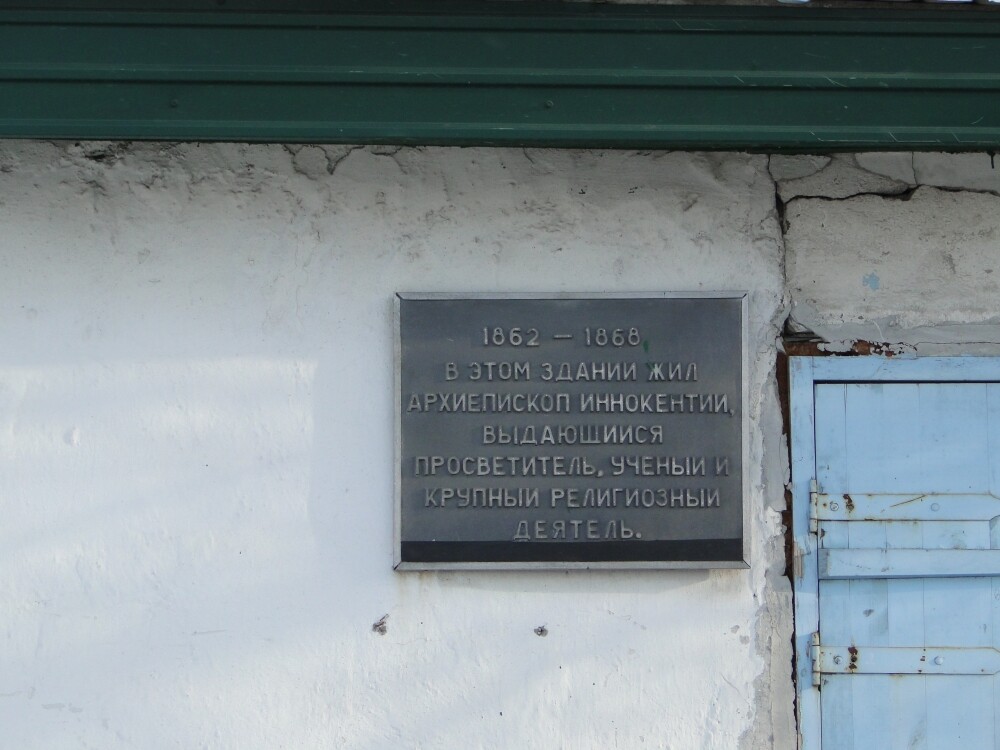 1862 — 1868
В ЭТОМ ЗДАНИИ ЖИЛ
АРХИЕПИСКОП ИННОКЕНТИИ,
ВЫДАЮЩИИСЯ
ПРОСВЕТИТЕЛЬ, УЧЕНЫЙ И
КРУПНЫЙ РЕЛИГИОЗНЫЙ
ДЕЯТЕЛЬ.